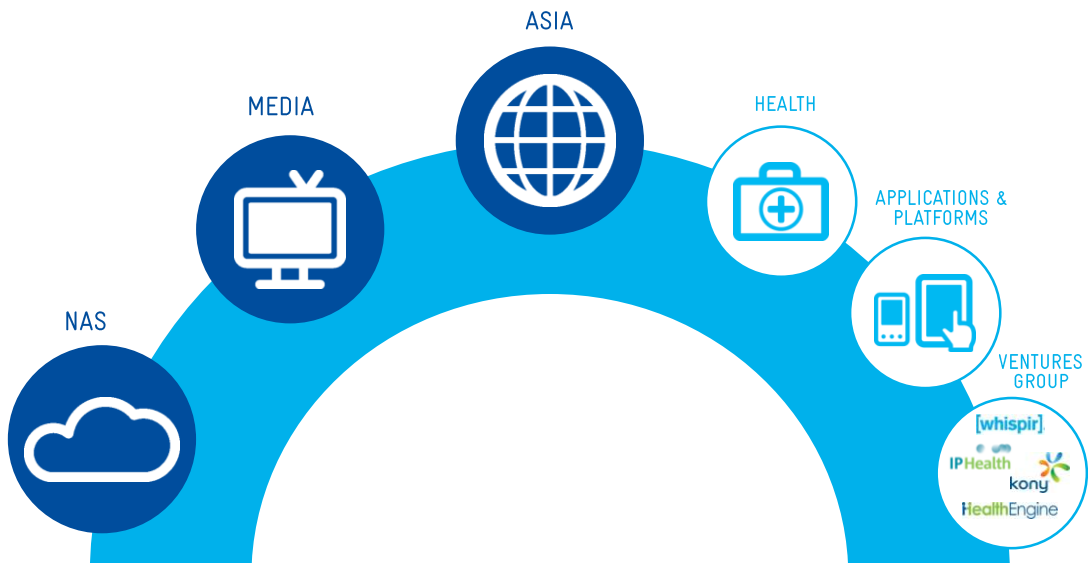 ASIA
MEDIA
HEALTH
APPLICATIONS &
PLATFORMS
NAS
VENTURES
GROUP
[whispir]
IPHealth
kony
HealthEngine